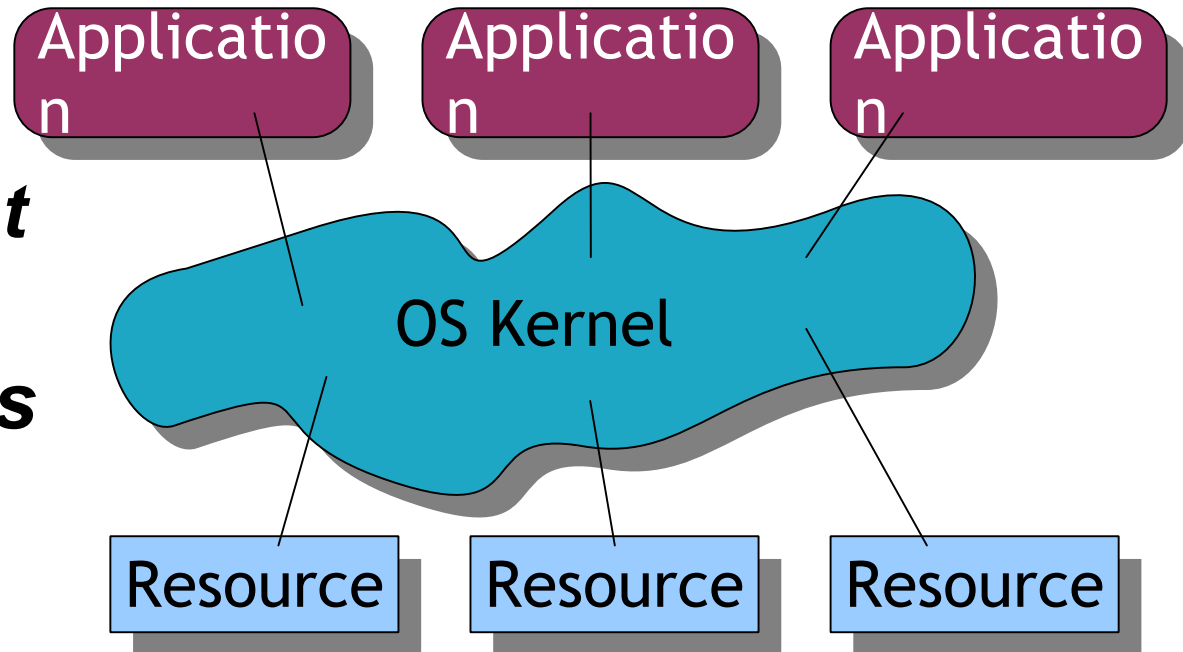 Applicatio
n
Applicatio
n
Applicatio
n
t
OS Kernel
s
Resource
Resource
Resource